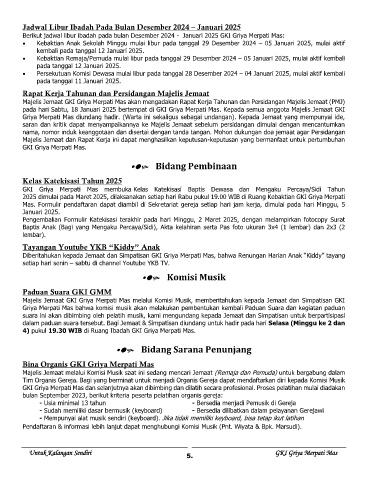 Jadwal Libur Ibadah Pada Bulan Desember 2024 – Januari 2025
Berikut jadwal libur ibadah pada bulan Desember 2024 - Januari 2025 GKI Griya Merpati Mas:
• Kebaktian Anak Sekolah Minggu mulai libur pada tanggal 29 Desember 2024 – 05 Januari 2025, mulai aktif
kembali pada tanggal 12 Januari 2025.
• Kebaktian Remaja/Pemuda mulai libur pada tanggal 29 Desember 2024 – 05 Januari 2025, mulai aktif kembali
pada tanggal 12 Januari 2025.
• Persekutuan Komisi Dewasa mulai libur pada tanggal 28 Desember 2024 – 04 Januari 2025, mulai aktif kembali
pada tanggal 11 Januari 2025.
Rapat Kerja Tahunan dan Persidangan Majelis Jemaat
Majelis Jemaat GKI Griya Merpati Mas akan mengadakan Rapat Kerja Tahunan dan Persidangan Majelis Jemaat (PMJ)
pada hari Sabtu, 18 Januari 2025 bertempat di GKI Griya Merpati Mas. Kepada semua anggota Majelis Jemaat GKI
Griya Merpati Mas diundang hadir. (Warta ini sekaligus sebagai undangan). Kepada Jemaat yang mempunyai ide,
saran dan kritik dapat menyampaikannya ke Majelis Jemaat sebelum persidangan dimulai dengan mencantumkan
nama, nomor induk keanggotaan dan disertai dengan tanda tangan. Mohon dukungan doa jemaat agar Persidangan
Majelis Jemaat dan Rapat Kerja ini dapat menghasilkan keputusan-keputusan yang bermanfaat untuk pertumbuhan
GKI Griya Merpati Mas.
Bidang Pembinaan
Kelas Katekisasi Tahun 2025
GKI Griya Merpati Mas membuka Kelas Katekisasi Baptis Dewasa dan Mengaku Percaya/Sidi Tahun
2025 dimulai pada Maret 2025, dilaksanakan setiap hari Rabu pukul 19.00 WIB di Ruang Kebaktian GKI Griya Merpati
Mas. Formulir pendaftaran dapat diambil di Sekretariat gereja setiap hari jam kerja, dimulai pada hari Minggu, 5
Januari 2025.
Pengembalian Formulir Katekisasi terakhir pada hari Minggu, 2 Maret 2025, dengan melampirkan fotocopy Surat
Baptis Anak (Bagi yang Mengaku Percaya/Sidi), Akta kelahiran serta Pas foto ukuran 3x4 (1 lembar) dan 2x3 (2
lembar).
Tayangan Youtube YKB “Kiddy” Anak
Diberitahukan kepada Jemaat dan Simpatisan GKI Griya Merpati Mas, bahwa Renungan Harian Anak “Kiddy” tayang
setiap hari senin – sabtu di channel Youtube YKB TV.
Komisi Musik
Paduan Suara GKI GMM
Majelis Jemaat GKI Griya Merpati Mas melalui Komisi Musik, memberitahukan kepada Jemaat dan Simpatisan GKI
Griya Merpati Mas bahwa komisi musik akan melakukan pembentukan kembali Paduan Suara dan kegiatan paduan
suara ini akan dibimbing oleh pelatih musik, kami mengundang kepada Jemaat dan Simpatisan untuk berpartisipasi
dalam paduan suara tersebut. Bagi Jemaat & Simpatisan diundang untuk hadir pada hari Selasa (Minggu ke 2 dan
4) pukul 19.30 WIB di Ruang Ibadah GKI Griya Merpati Mas.
Bidang Sarana Penunjang
Bina Organis GKI Griya Merpati Mas
Majelis Jemaat melalui Komisi Musik saat ini sedang mencari Jemaat (Remaja dan Pemuda) untuk bergabung dalam
Tim Organis Gereja. Bagi yang berminat untuk menjadi Organis Gereja dapat mendaftarkan diri kepada Komisi Musik
GKI Griya Merpati Mas dan selanjutnya akan dibimbing dan dilatih secara profesional. Proses pelatihan mulai diadakan
bulan September 2023, berikut kriteria peserta pelatihan organis gereja:
- Usia minimal 13 tahun - Bersedia menjadi Pemusik di Gereja
- Sudah memiliki dasar bermusik (keyboard) - Bersedia dilibatkan dalam pelayanan Gerejawi
- Mempunyai alat musik sendiri (keyboard). Jika tidak memiliki keyboard, bisa tetap ikut latihan
Pendaftaran & informasi lebih lanjut dapat menghubungi Komisi Musik (Pnt. Wiyata & Bpk. Marsudi).
Untuk Kalangan Sendiri 5. GKI Griya Merpati Mas